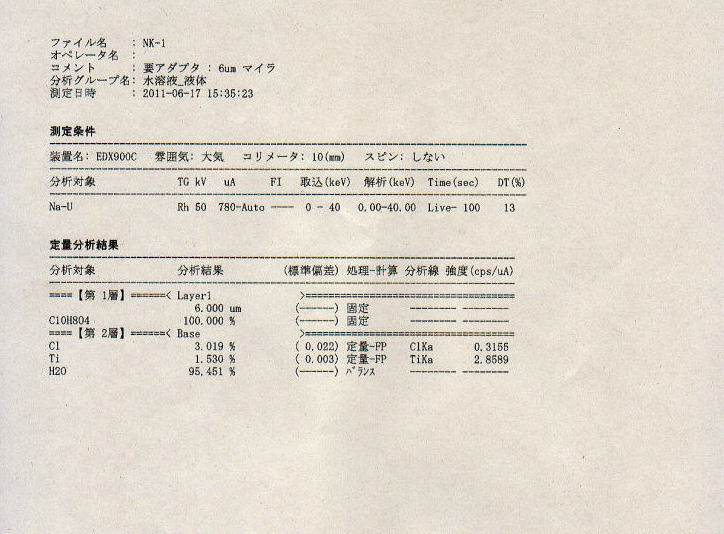 ファイル名 : NK-1
オペレータ名 :
コメント : 要アダプタ : 6um マイラ
分析グループ名: 水溶液_液体
測定日時 : 2011-06-17 15:35:23
測定条件
装置名: EDX900C 雰囲気: 大気 コリメータ: 10(mm) スピン: しない
分析対象 TG kV uA FI 取込(keV) 解析(keV) Time(sec) DT(%)
Na-U Rh 50 780-Auto ---- 0 - 40 0.00-40.00 Live- 100 13
定量分析結果
分析対象 分析結果 (標準偏差) 処理-計算 分析線 強度(cps/uA)
====【第 1層】======< Layer1 >====================================
6.000 um (------) 固定 -------- --------
C10H8O4 100.000 % (------) 固定 -------- --------
====【第 2層】======< Base >====================================
Cl 3.019 % ( 0.022) 定量-FP ClKa 0.3155
Ti 1.530 % ( 0.003) 定量-FP TiKa 2.8589
H2O 95.451 % (------) バランス -------- --------